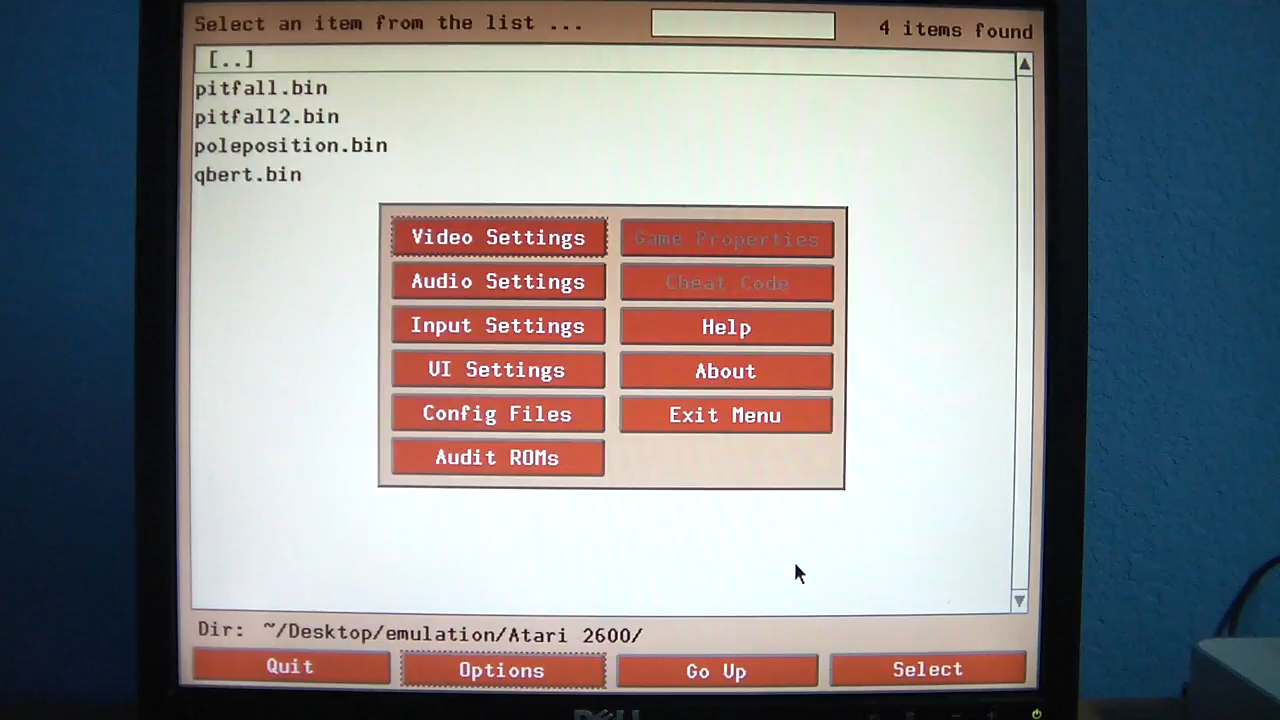 Select an item from the list ... 4 items found
[..]
pitfall.bin
pitfall2.bin
poleposition.bin
qbert.bin
Video Settings Game Properties
Audio Settings Cheat Code
Input Settings Help
UI Settings About
Config Files Exit Menu
Audit ROMs
Dir: ~/Desktop/emulation/Atari 2600/
Quit Options Go Up Select
DELL